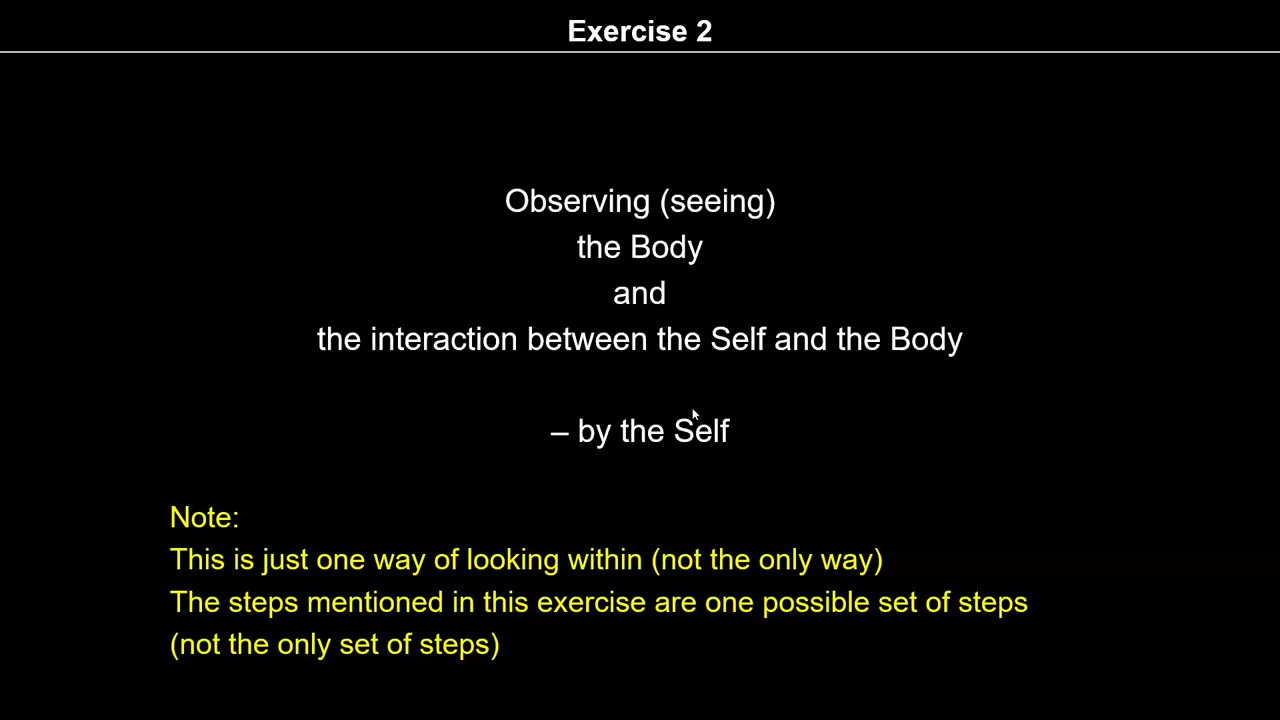 Exercise 2
Observing (seeing)
the Body
and
the interaction between the Self and the Body
– by the Self
Note:
This is just one way of looking within (not the only way)
The steps mentioned in this exercise are one possible set of steps
(not the only set of steps)